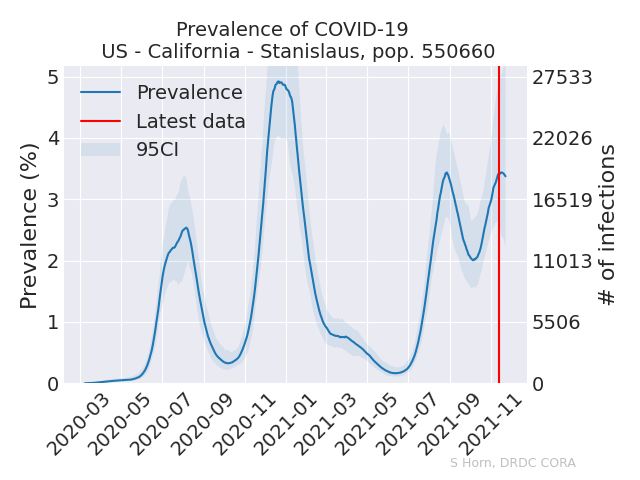 Prevalence of COVID-19
US - California - Stanislaus, pop. 550660
Prevalence
Latest data
95CI
Prevalence (%)
5
4
3
2
1
0
27533
22026
16519
11013
5506
0
# of infections
2020-03
2020-05
2020-07
2020-09
2020-11
2021-01
2021-03
2021-05
2021-07
2021-09
2021-11
S Horn, DRDC CORA